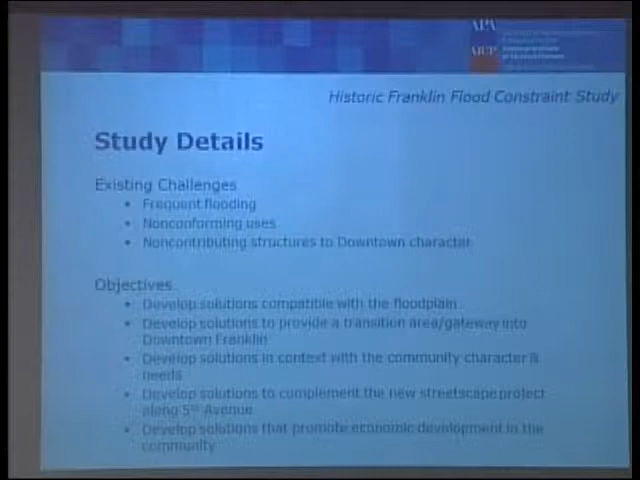 APA
AICP
Historic Franklin Flood Constraint Study
Study Details
Existing Challenges
• Frequent flooding
• Nonconforming uses
• Noncontributing structures to Downtown character
Objectives
• Develop solutions compatible with the floodplain
• Develop solutions to provide a transition area/gateway into
Downtown Franklin
• Develop solutions in context with the community character &
needs
• Develop solutions to complement the new streetscape project
along 5th Avenue
• Develop solutions that promote economic development in the
community